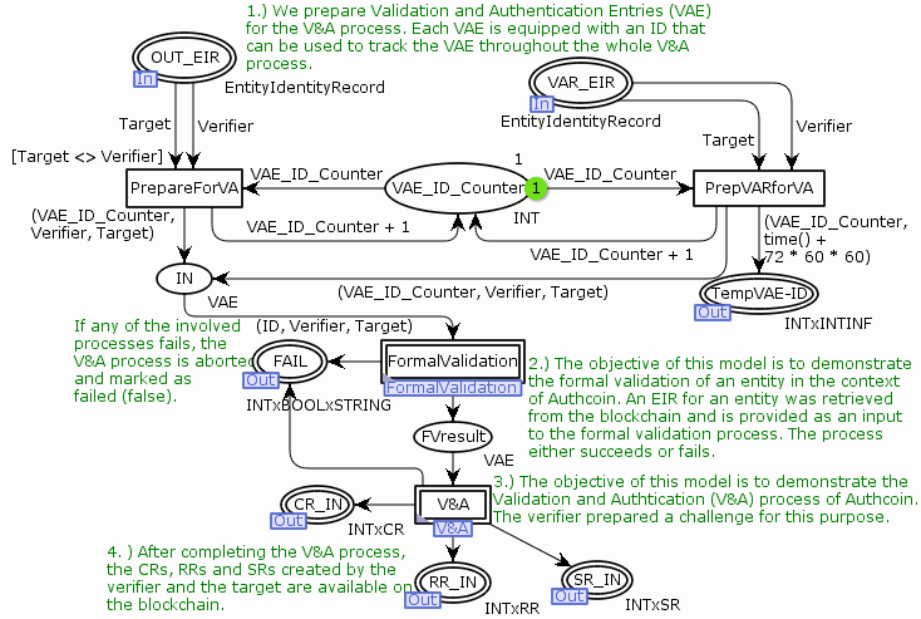 1.) We prepare Validation and Authentication Entries (VAE)
for the V&A process. Each VAE is equipped with an ID that
can be used to track the VAE throughout the whole V&A
process.
OUT_EIR
In
EntityIdentityRecord
VAR_EIR
In
EntityIdentityRecord
Target
Verifier
Target
Verifier
[Target <> Verifier]
1
PrepareForVA
VAE_ID_Counter
VAE_ID_Counter
1
VAE_ID_Counter
PrepVARforVA
INT
(VAE_ID_Counter,
Verifier, Target)
VAE_ID_Counter + 1
VAE_ID_Counter + 1
(VAE_ID_Counter,
time() +
72 * 60 * 60)
IN
VAE
(VAE_ID_Counter, Verifier, Target)
TempVAE-ID
Out
INTxINTINF
If any of the involved
processes fails, the
V&A process is aborted
and marked as
failed (false).
(ID, Verifier, Target)
FAIL
Out
INTxBOOLxSTRING
FormalValidation
FormalValidation
2.) The objective of this model is to demonstrate
the formal validation of an entity in the context
of Authcoin. An EIR for an entity was retrieved
from the blockchain and is provided as an input
to the formal validation process. The process
either succeeds or fails.
FVresult
VAE
3.) The objective of this model is to demonstrate the
Validation and Authtication (V&A) process of Authcoin.
The verifier prepared a challenge for this purpose.
V&A
V&A
CR_IN
Out
INTxCR
4. ) After completing the V&A process,
the CRs, RRs and SRs created by the
verifier and the target are available on
the blockchain.
RR_IN
Out
INTxRR
SR_IN
Out
INTxSR